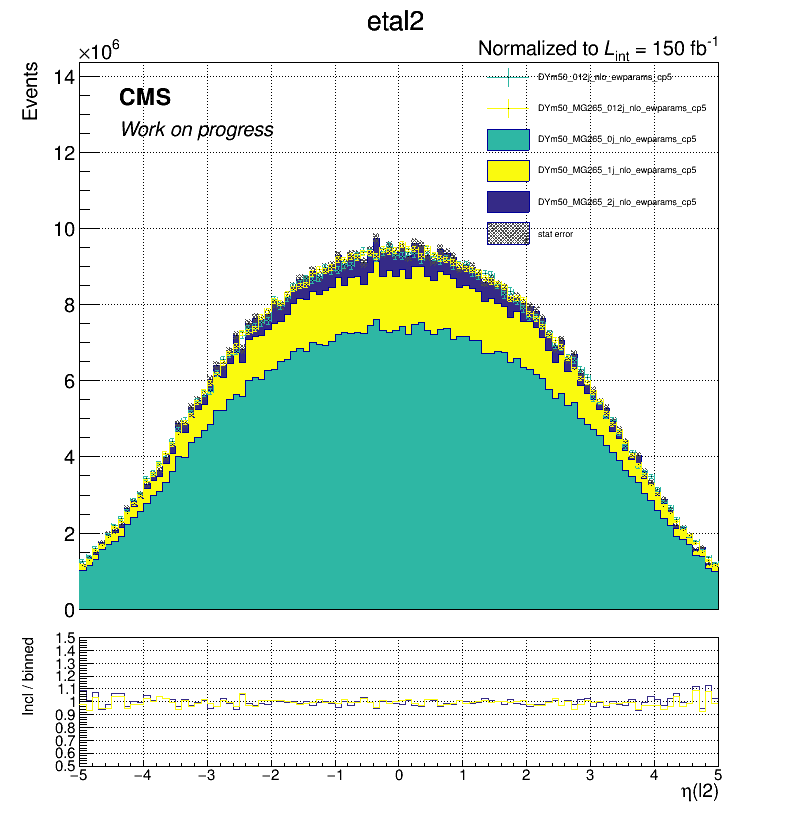 etal2
×10⁶
Normalized to L_int = 150 fb⁻¹
Events
14
12
10
8
6
4
2
0
CMS
Work on progress
DYm50_012j_nlo_ewparams_cp5
DYm50_MG265_012j_nlo_ewparams_cp5
DYm50_MG265_0j_nlo_ewparams_cp5
DYm50_MG265_1j_nlo_ewparams_cp5
DYm50_MG265_2j_nlo_ewparams_cp5
stat error
Incl / binned
1.5
1.4
1.3
1.2
1.1
1
0.9
0.8
0.7
0.6
0.5
−5 −4 −3 −2 −1 0 1 2 3 4 5
η(l2)